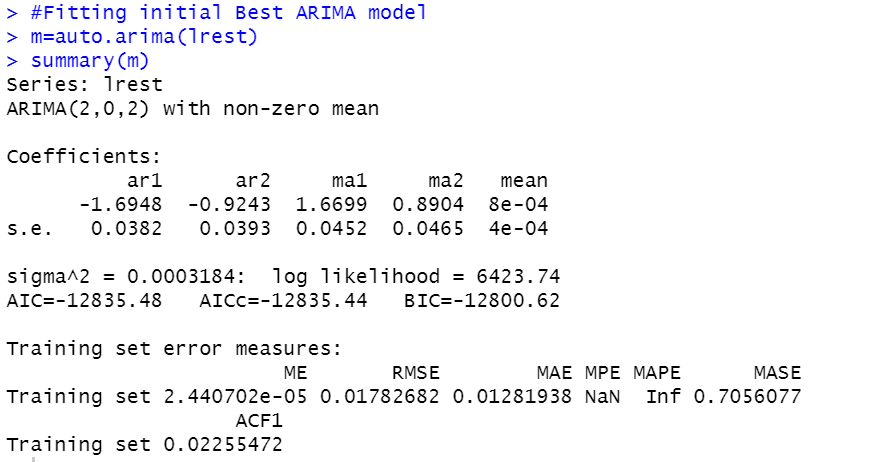 > #Fitting initial Best ARIMA model
> m=auto.arima(lrest)
> summary(m)
Series: lrest
ARIMA(2,0,2) with non-zero mean
Coefficients:
ar1 ar2 ma1 ma2 mean
-1.6948 -0.9243 1.6699 0.8904 8e-04
s.e. 0.0382 0.0393 0.0452 0.0465 4e-04
sigma^2 = 0.0003184: log likelihood = 6423.74
AIC=-12835.48 AICc=-12835.44 BIC=-12800.62
Training set error measures:
ME RMSE MAE MPE MAPE MASE
Training set 2.440702e-05 0.01782682 0.01281938 NaN Inf 0.7056077
ACF1
Training set 0.02255472